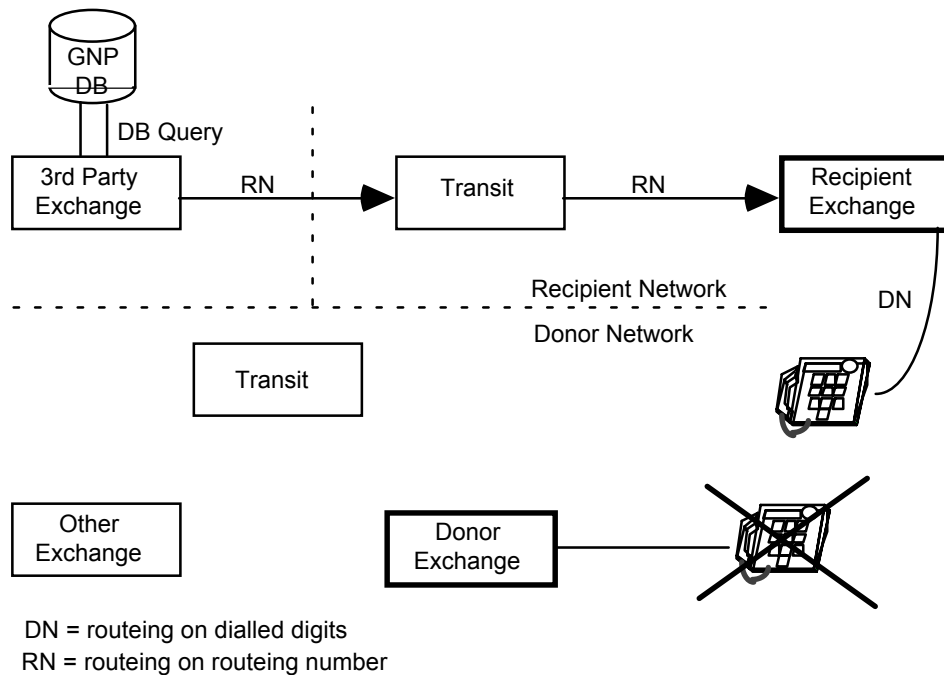 GNP
DB
DB Query
3rd Party
Exchange
RN
Transit
RN
Recipient
Exchange
Recipient Network
DN
Donor Network
Transit
Other
Exchange
Donor
Exchange
DN = routeing on dialled digits
RN = routeing on routeing number